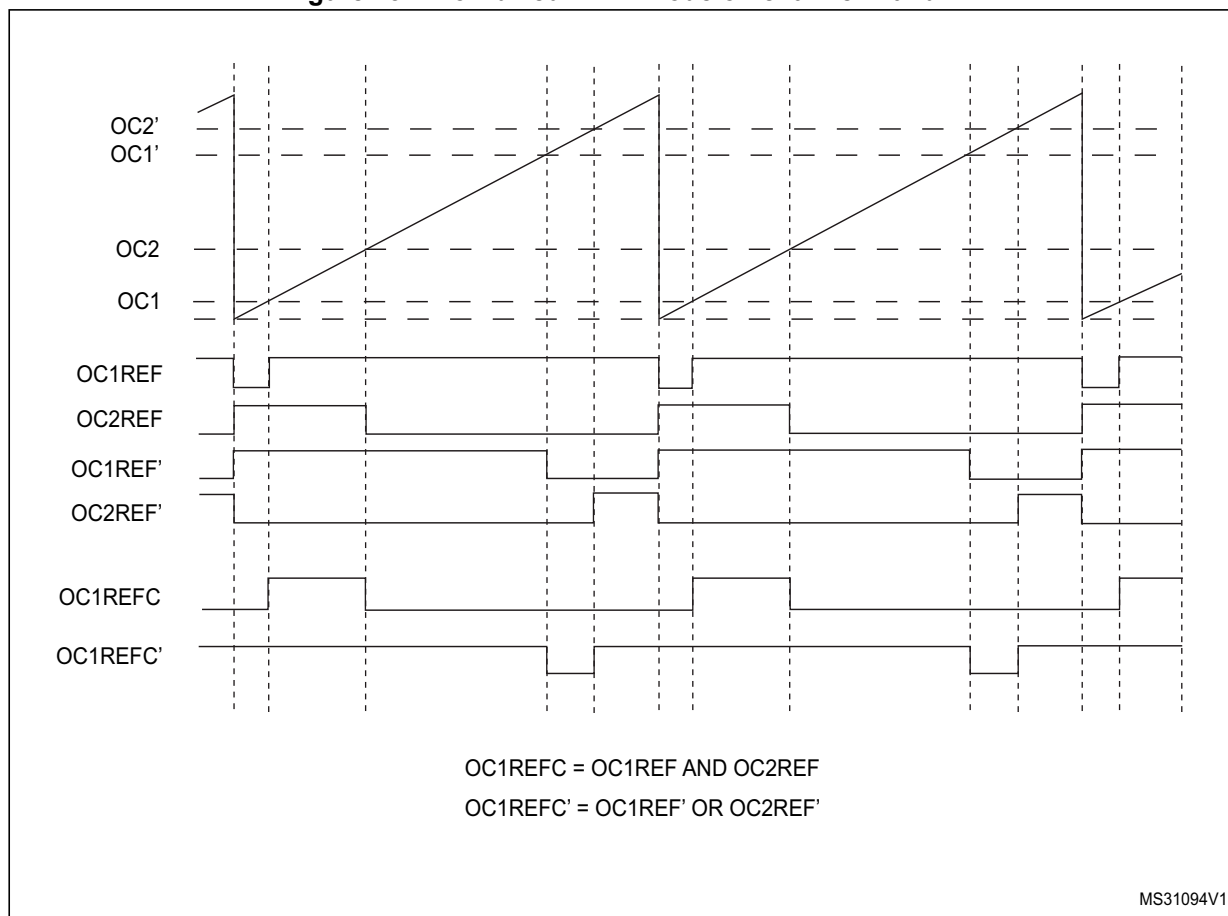 OC2’
OC1’
OC2
OC1
OC1REF
OC2REF
OC1REF’
OC2REF’
OC1REFC
OC1REFC’
OC1REFC = OC1REF AND OC2REF
OC1REFC’ = OC1REF’ OR OC2REF’
MS31094V1